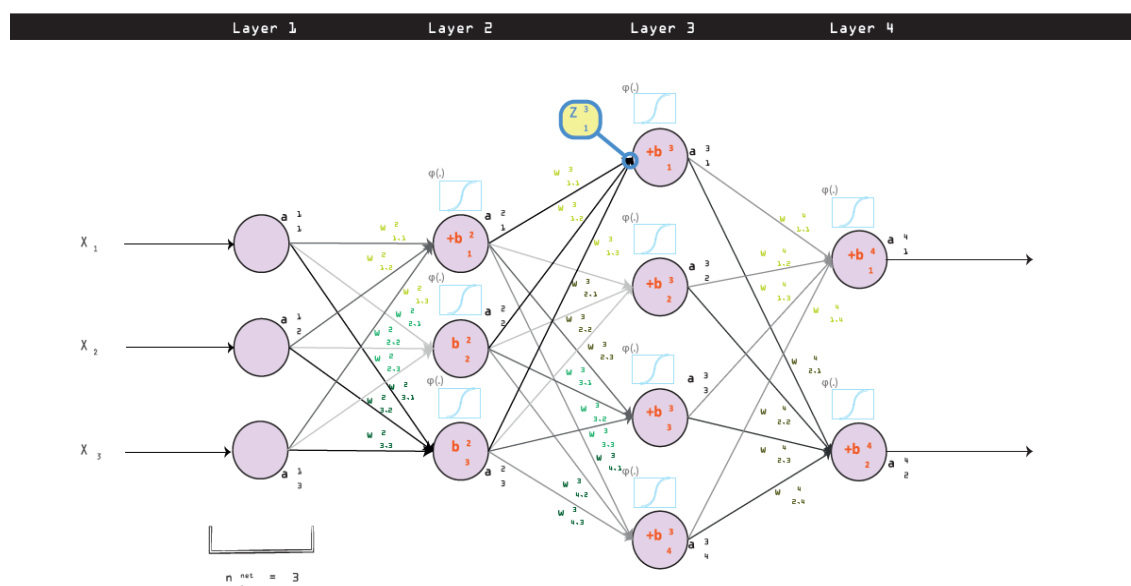 Layer 1 Layer 2 Layer 3 Layer 4
φ(.)
Z 3 1
+b 3 1
a 3 1
w 3 1.1
w 3 1.2
w 3 1.3
φ(.)
+b 2 1
a 2 1
a 1 1
X 1
w 2 1.1
w 2 1.2
w 2 1.3
φ(.)
+b 3 2
a 3 2
w 3 2.1
w 3 2.2
w 3 2.3
φ(.)
+b 4 1
a 4 1
w 4 1.1
w 4 1.2
w 4 1.3
w 4 1.4
φ(.)
b 2 2
a 2 2
a 1 2
X 2
w 2 2.1
w 2 2.2
w 2 2.3
φ(.)
+b 3 3
a 3 3
w 3 3.1
w 3 3.2
w 3 3.3
φ(.)
b 2 3
a 2 3
a 1 3
X 3
w 2 3.1
w 2 3.2
w 2 3.3
φ(.)
+b 4 2
a 4 2
w 4 2.1
w 4 2.2
w 4 2.3
w 4 2.4
φ(.)
+b 3 4
a 3 4
w 3 4.1
w 3 4.2
w 3 4.3
n net = 3